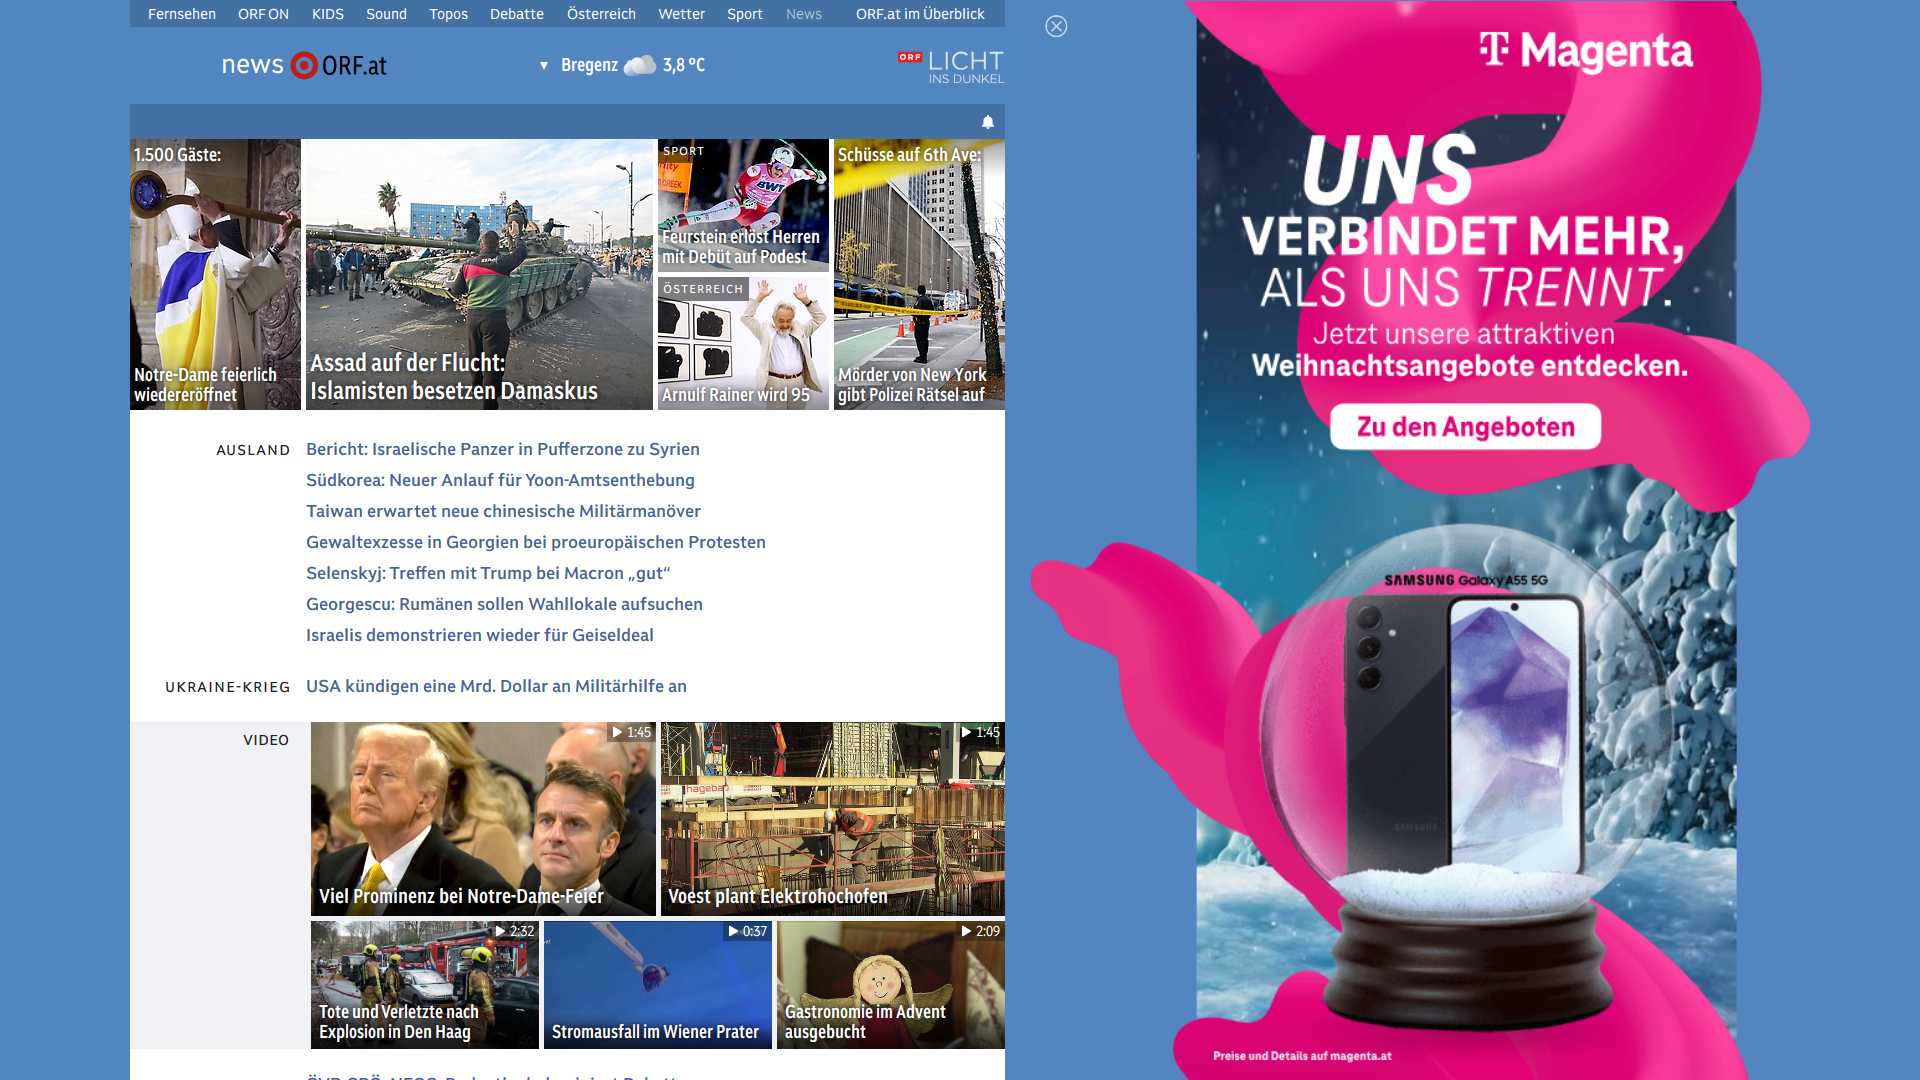 Fernsehen ORF ON KIDS Sound Topos Debatte Österreich Wetter Sport News ORF.at im Überblick
news ORF.at
Bregenz 3,8 °C
ORF LICHT
INS DUNKEL
1.500 Gäste:
Notre-Dame feierlich
wiedereröffnet
Assad auf der Flucht:
Islamisten besetzen Damaskus
SPORT
BWT
Feurstein erlöst Herren
mit Debüt auf Podest
ÖSTERREICH
Arnulf Rainer wird 95
Schüsse auf 6th Ave:
Mörder von New York
gibt Polizei Rätsel auf
AUSLAND
Bericht: Israelische Panzer in Pufferzone zu Syrien
Südkorea: Neuer Anlauf für Yoon-Amtsenthebung
Taiwan erwartet neue chinesische Militärmanöver
Gewaltexzesse in Georgien bei proeuropäischen Protesten
Selenskyj: Treffen mit Trump bei Macron „gut“
Georgescu: Rumänen sollen Wahllokale aufsuchen
Israelis demonstrieren wieder für Geiseldeal
UKRAINE-KRIEG
USA kündigen eine Mrd. Dollar an Militärhilfe an
VIDEO
1:45
Viel Prominenz bei Notre-Dame-Feier
1:45
hagebau
Voest plant Elektrohochofen
2:32
Tote und Verletzte nach
Explosion in Den Haag
0:37
Stromausfall im Wiener Prater
2:09
Gastronomie im Advent
ausgebucht
T Magenta
UNS
VERBINDET MEHR,
ALS UNS TRENNT.
Jetzt unsere attraktiven
Weihnachtsangebote entdecken.
Zu den Angeboten
SAMSUNG Galaxy A55 5G
SAMSUNG
Preise und Details auf magenta.at